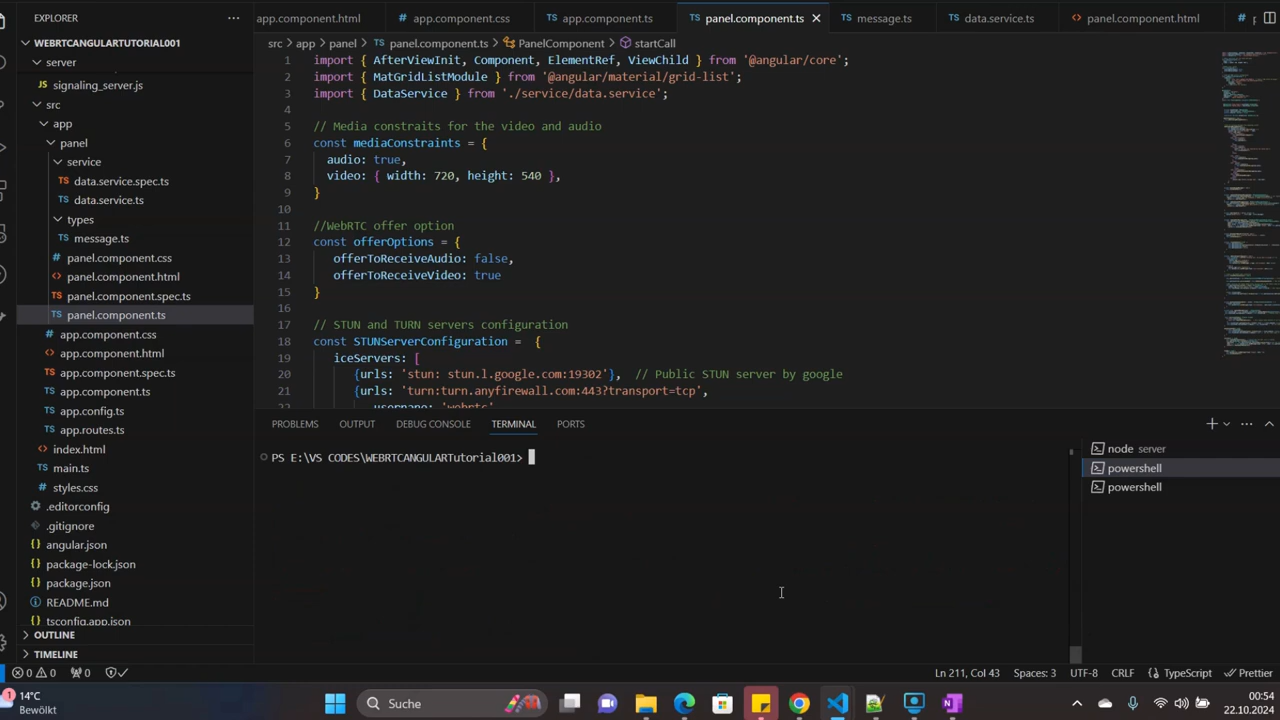 EXPLORER
WEBRTCANGULARTUTORIAL001
server
signaling_server.js
src
app
panel
service
data.service.spec.ts
data.service.ts
types
message.ts
panel.component.css
panel.component.html
panel.component.spec.ts
panel.component.ts
app.component.css
app.component.html
app.component.spec.ts
app.component.ts
app.config.ts
app.routes.ts
index.html
main.ts
styles.css
.editorconfig
.gitignore
angular.json
package-lock.json
package.json
README.md
tsconfig.app.json
OUTLINE
TIMELINE
app.component.html app.component.css app.component.ts panel.component.ts message.ts data.service.ts panel.component.html
src > app > panel > panel.component.ts > PanelComponent > startCall
1 import { AfterViewInit, Component, ElementRef, ViewChild } from '@angular/core';
2 import { MatGridListModule } from '@angular/material/grid-list';
3 import { DataService } from './service/data.service';
4
5 // Media constraits for the video and audio
6 const mediaConstraints = {
7 audio: true,
8 video: { width: 720, height: 540 },
9 }
10
11 //WebRTC offer option
12 const offerOptions = {
13 offerToReceiveAudio: false,
14 offerToReceiveVideo: true
15 }
16
17 // STUN and TURN servers configuration
18 const STUNServerConfiguration = {
19 iceServers: [
20 {urls: 'stun: stun.l.google.com:19302'}, // Public STUN server by google
21 {urls: 'turn:turn.anyfirewall.com:443?transport=tcp',
22 username: 'webrtc'
PROBLEMS OUTPUT DEBUG CONSOLE TERMINAL PORTS
PS E:\VS CODES\WEBRTCANGULARTutorial001>
node server
powershell
powershell
0 0 0 Ln 211, Col 43 Spaces: 3 UTF-8 CRLF TypeScript Prettier
1 14°C
Bewölkt
Suche
00:54
22.10.2024